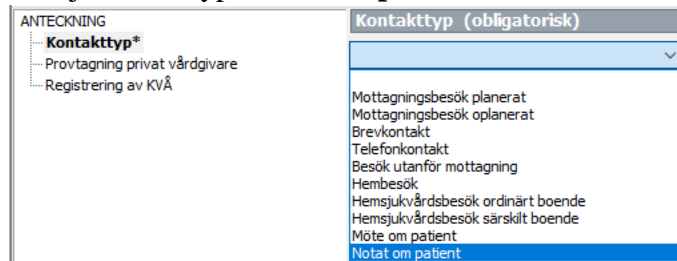 ANTECKNING
Kontakttyp*
Provtagning privat vårdgivare
Registrering av KVÅ
Kontakttyp (obligatorisk)
Mottagningsbesök planerat
Mottagningsbesök oplanerat
Brevkontakt
Telefonkontakt
Besök utanför mottagning
Hembesök
Hemsjukvårdsbesök ordinärt boende
Hemsjukvårdsbesök särskilt boende
Möte om patient
Notat om patient